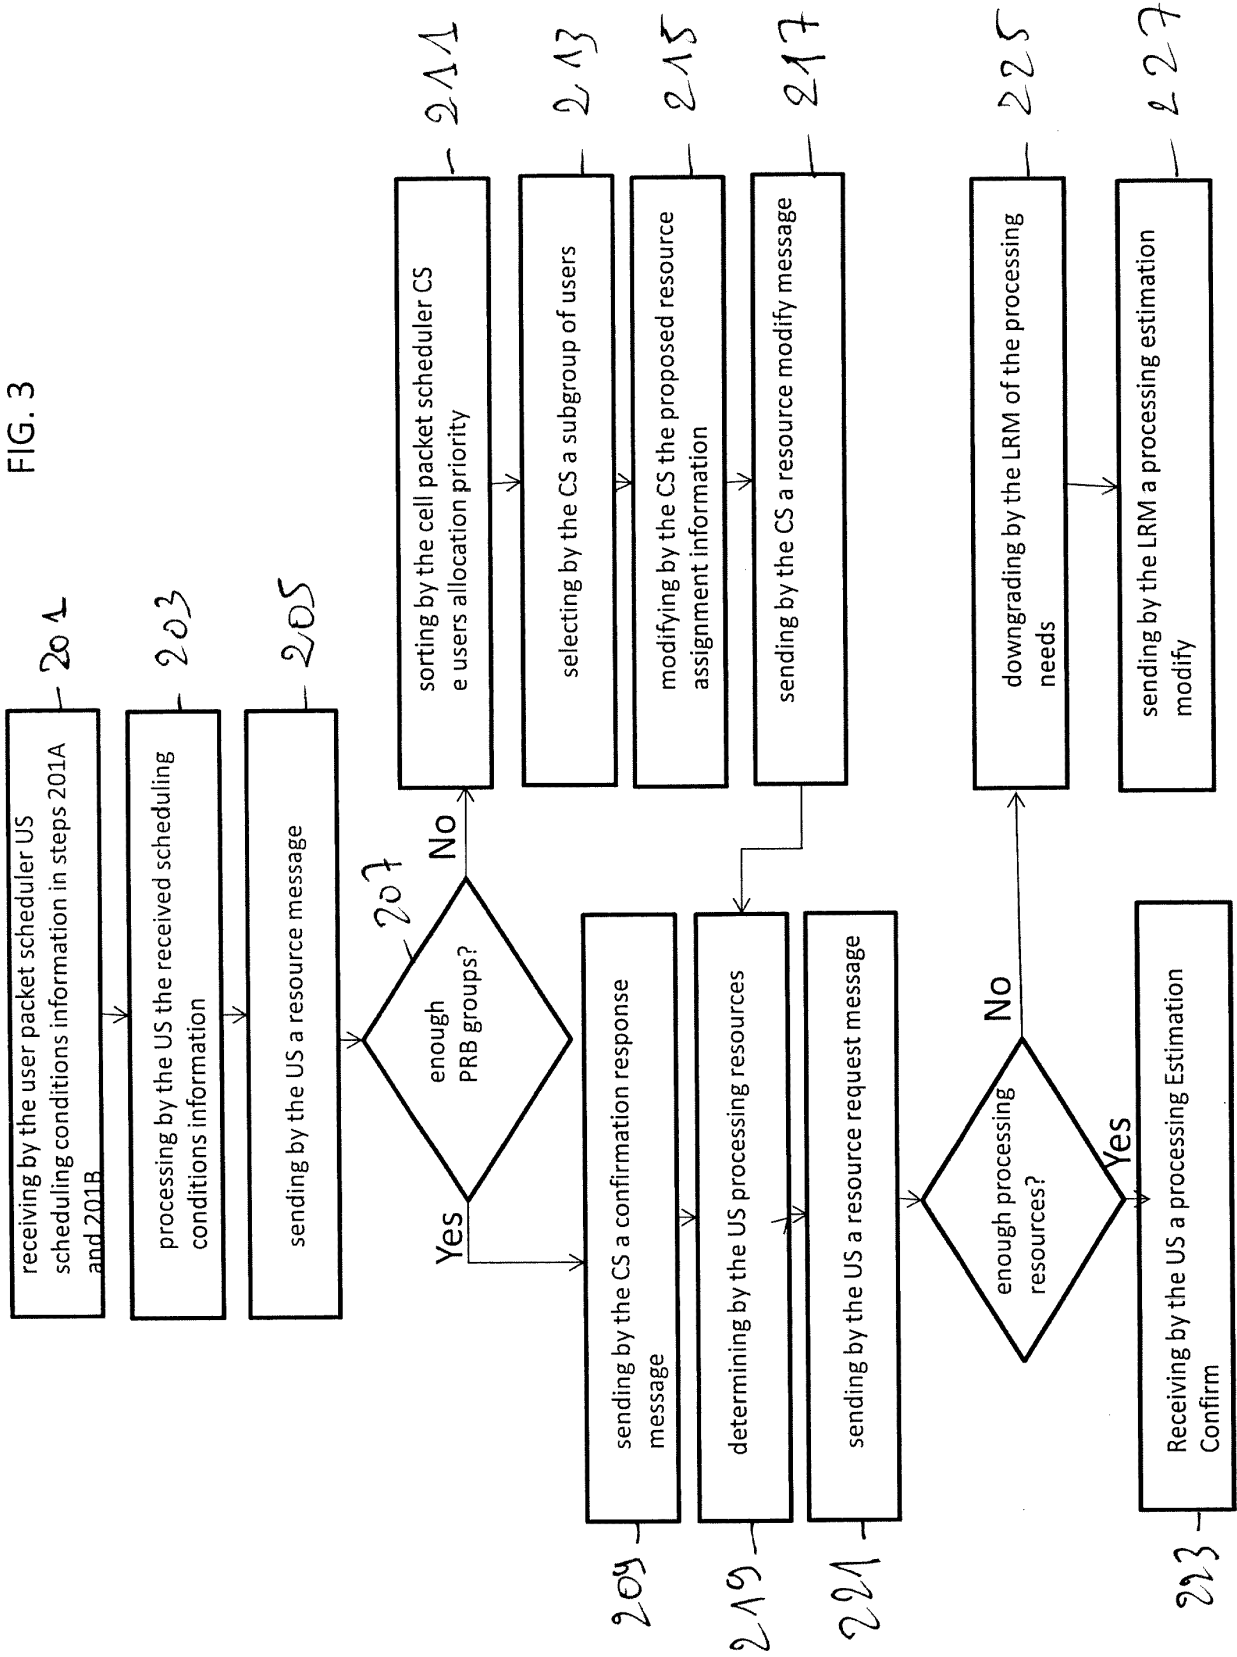 FIG. 3
receiving by the user packet scheduler US
scheduling conditions information in steps 201A
and 201B
201
processing by the US the received scheduling
conditions information
203
sending by the US a resource message
205
enough
PRB groups?
207
No
Yes
sorting by the cell packet scheduler CS
e users allocation priority
211
selecting by the CS a subgroup of users
213
modifying by the CS the proposed resource
assignment information
215
sending by the CS a resource modify message
217
sending by the CS a confirmation response
message
209
determining by the US processing resources
219
sending by the US a resource request message
221
enough processing
resources?
No
Yes
downgrading by the LRM of the processing
needs
225
sending by the LRM a processing estimation
modify
227
Receiving by the US a processing Estimation
Confirm
223